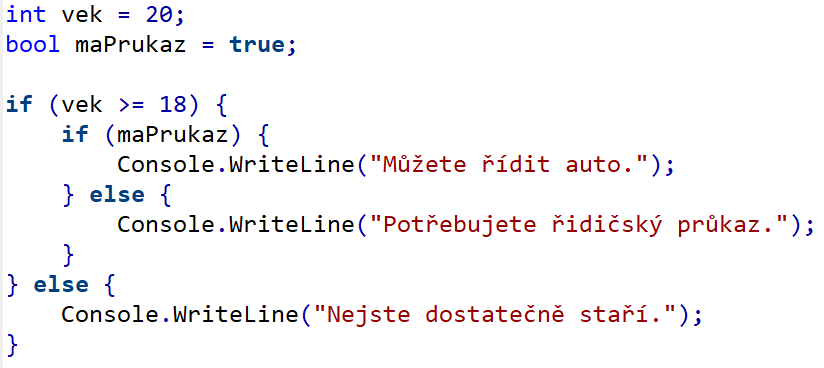 int vek = 20;
bool maPrukaz = true;
if (vek >= 18) {
if (maPrukaz) {
Console.WriteLine("Můžete řídit auto.");
} else {
Console.WriteLine("Potřebujete řidičský průkaz.");
}
} else {
Console.WriteLine("Nejste dostatečně staří.");
}